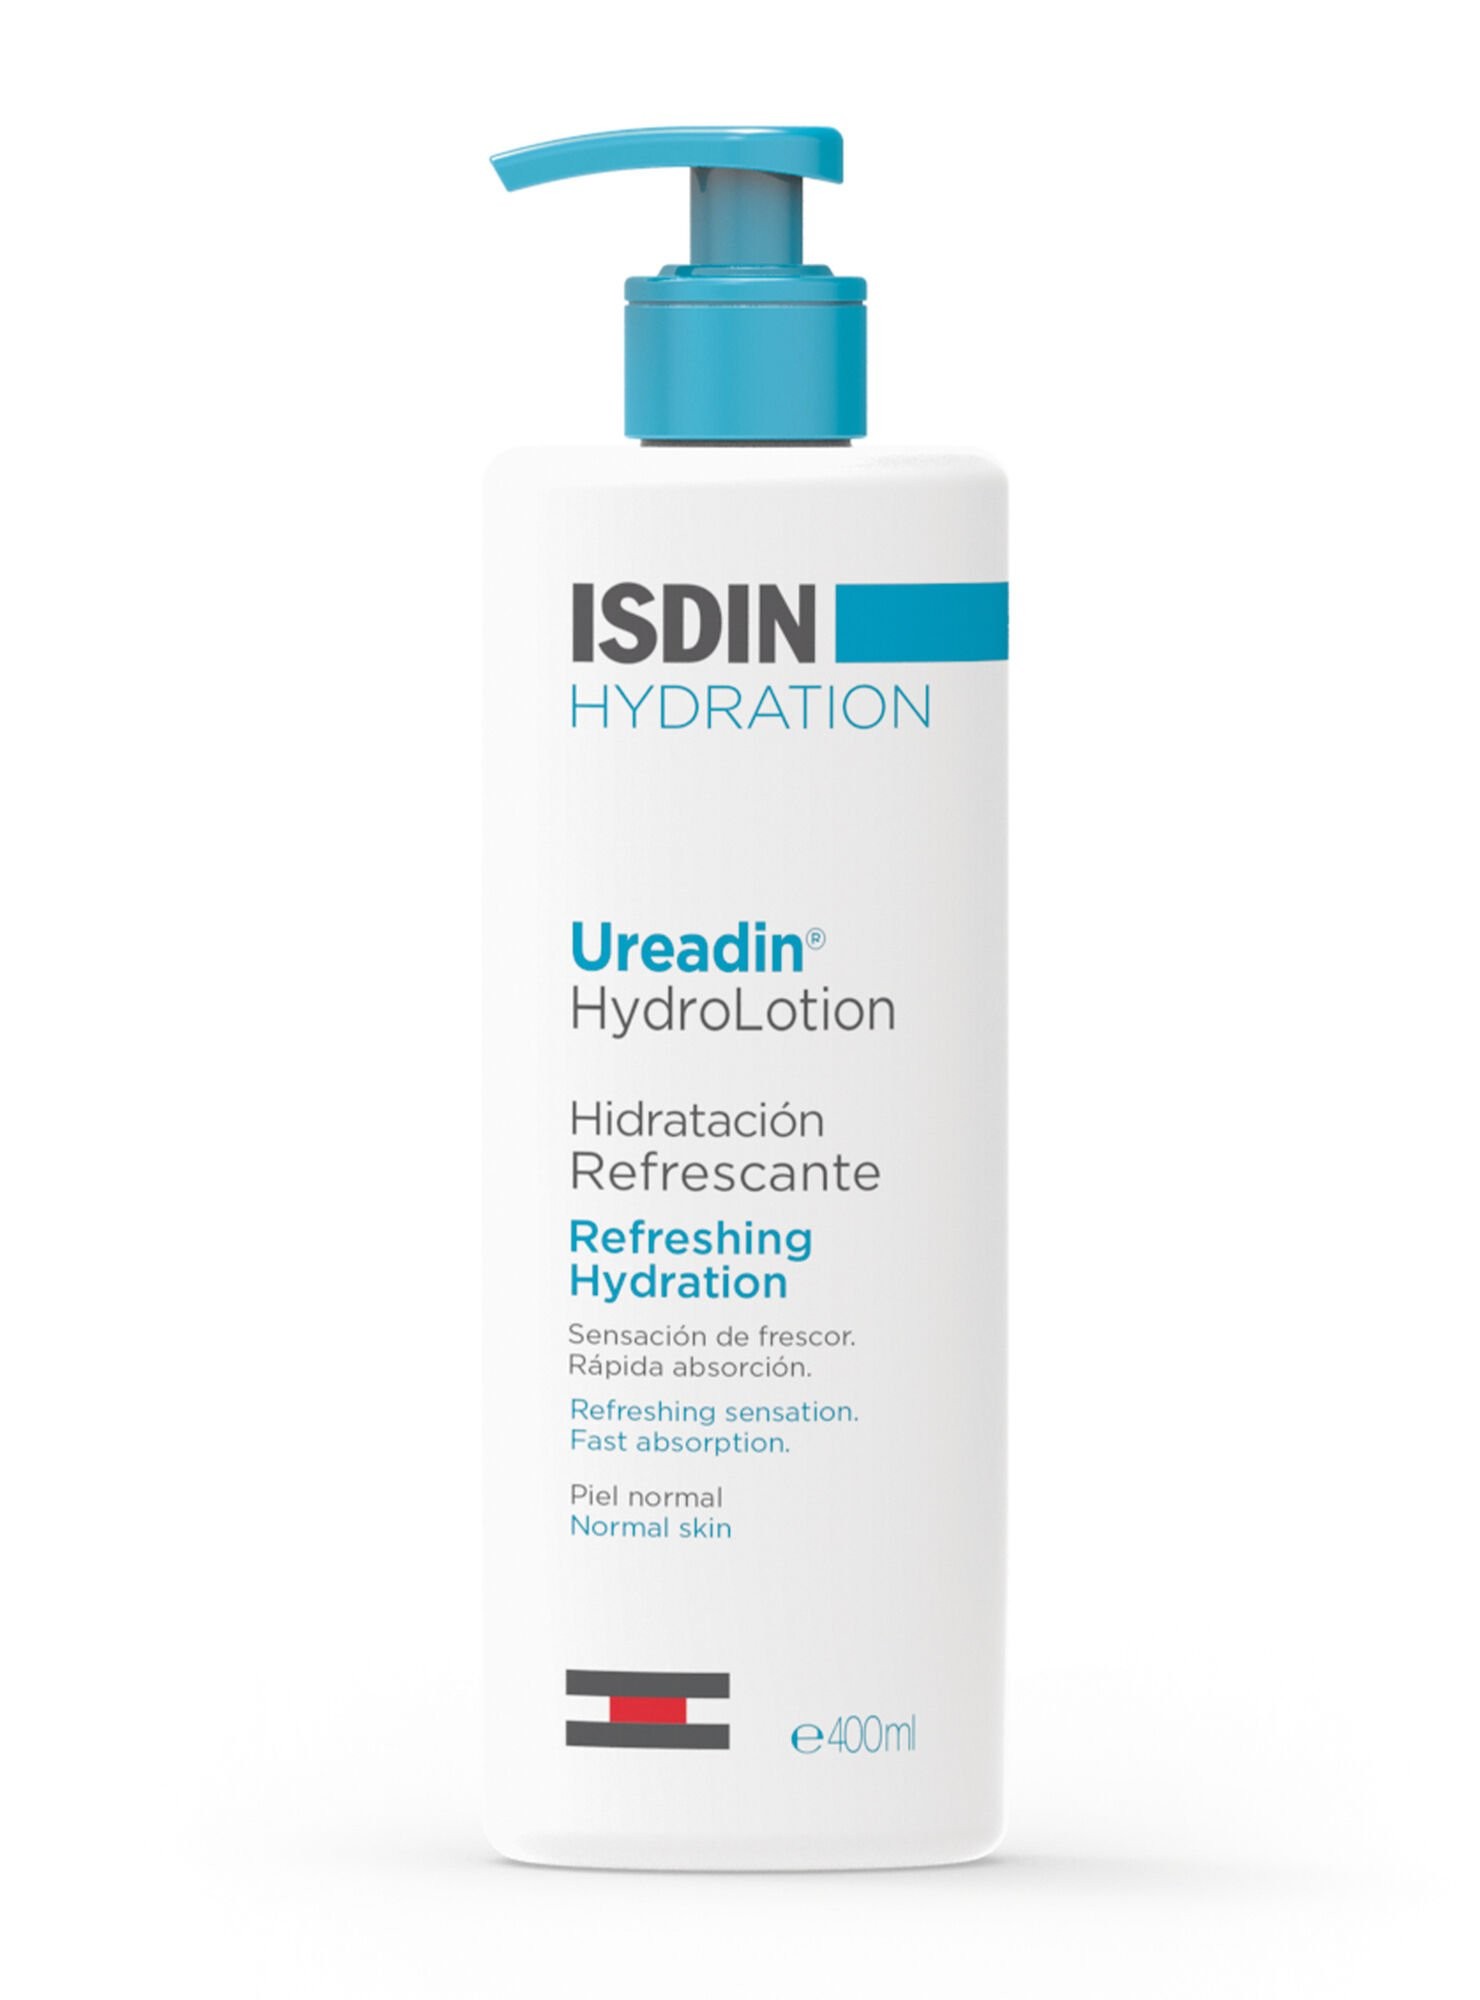 ISDIN
HYDRATION
Ureadin®
HydroLotion
Hidratación
Refrescante
Refreshing
Hydration
Sensación de frescor.
Rápida absorción.
Refreshing sensation.
Fast absorption.
Piel normal
Normal skin
℮400ml